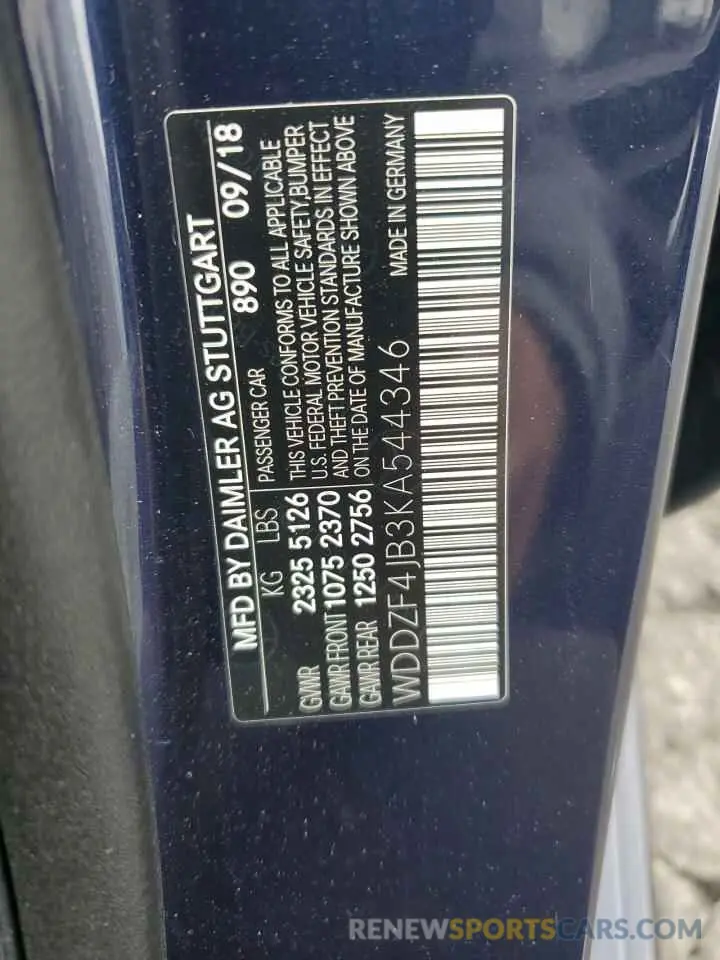 MFD BY DAIMLER AG STUTTGART
890 09/18
KG LBS PASSENGER CAR
GVWR 2325 5126 THIS VEHICLE CONFORMS TO ALL APPLICABLE
U.S. FEDERAL MOTOR VEHICLE SAFETY, BUMPER
GAWR FRONT 1075 2370 AND THEFT PREVENTION STANDARDS IN EFFECT
GAWR REAR 1250 2756 ON THE DATE OF MANUFACTURE SHOWN ABOVE
WDDZF4JB3KA544346 MADE IN GERMANY
RENEWSPORTSCARS.COM